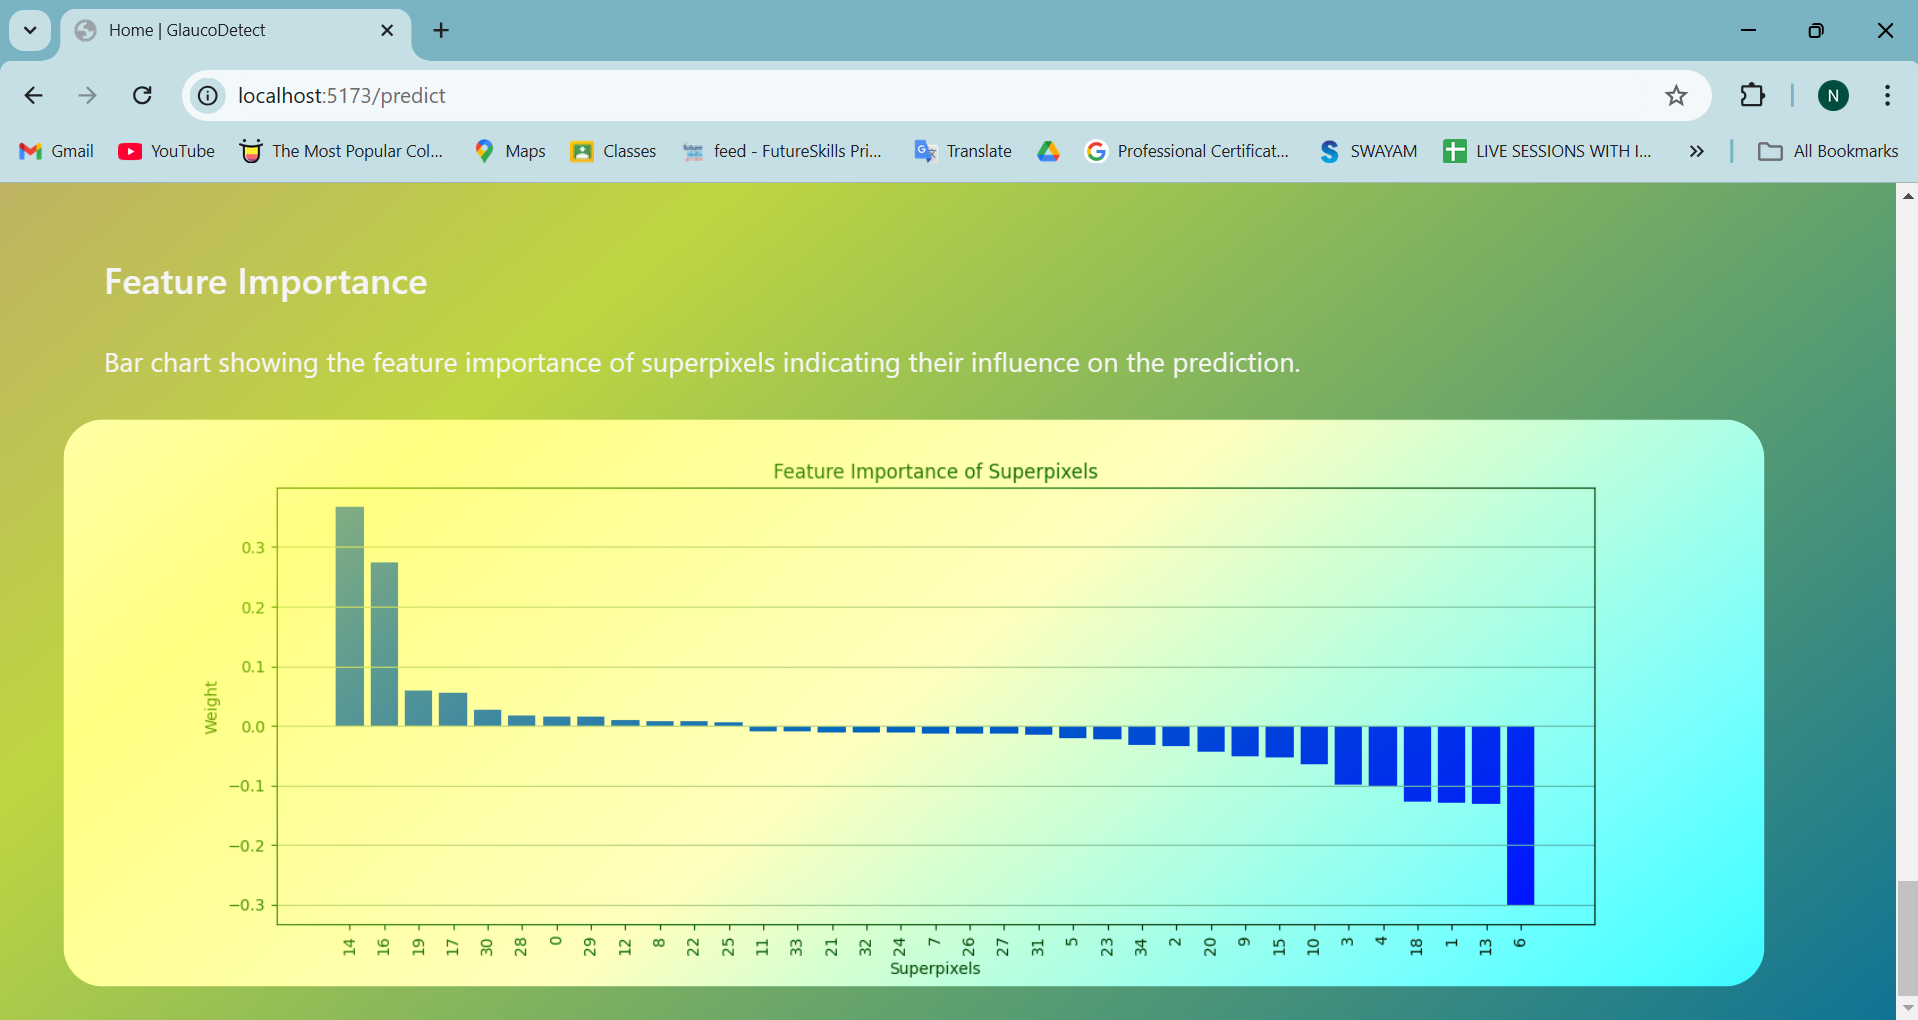 Home | GlaucoDetect
localhost:5173/predict
N
Gmail YouTube The Most Popular Col... Maps Classes feed - FutureSkills Pri... Translate Professional Certificat... SWAYAM LIVE SESSIONS WITH I... All Bookmarks
Feature Importance
Bar chart showing the feature importance of superpixels indicating their influence on the prediction.
Feature Importance of Superpixels
0.3
0.2
0.1
0.0
−0.1
−0.2
−0.3
Weight
14 16 19 17 30 28 0 29 12 8 22 25 11 33 21 32 24 7 26 27 31 5 23 34 2 20 9 15 10 3 4 18 1 13 6
Superpixels